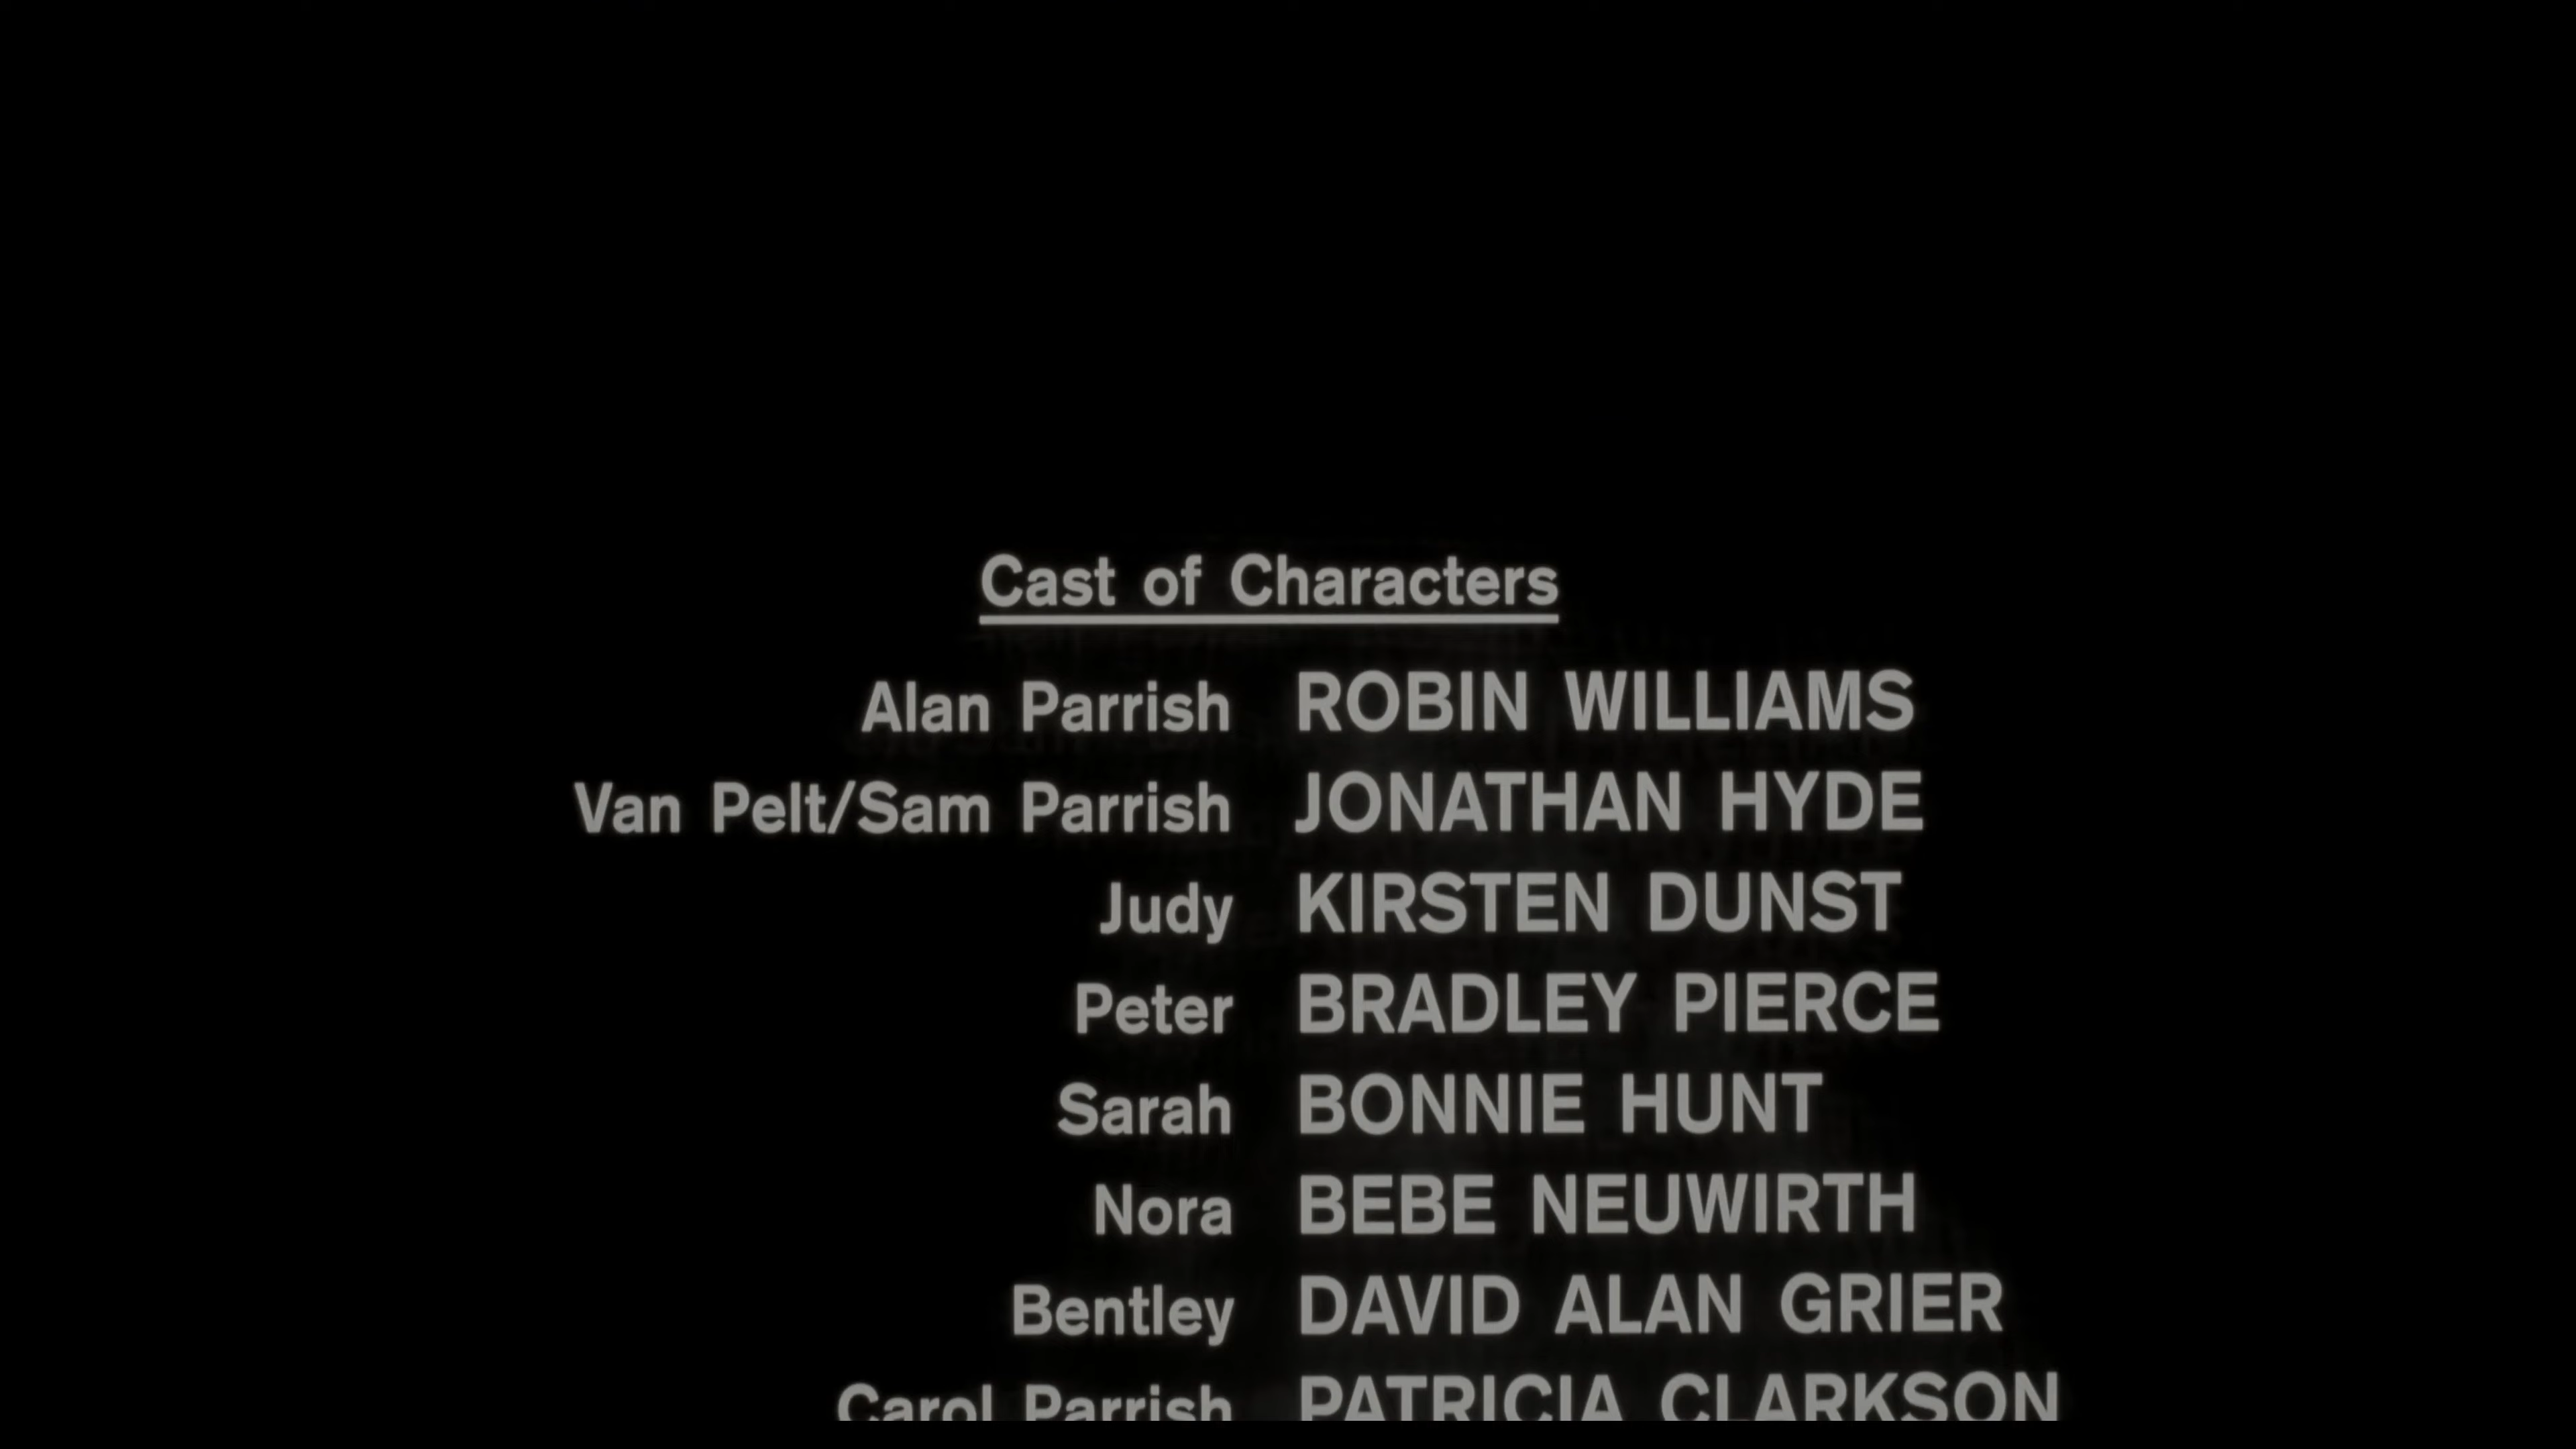 Cast of Characters
Alan Parrish ROBIN WILLIAMS
Van Pelt/Sam Parrish JONATHAN HYDE
Judy KIRSTEN DUNST
Peter BRADLEY PIERCE
Sarah BONNIE HUNT
Nora BEBE NEUWIRTH
Bentley DAVID ALAN GRIER
Carol Parrish PATRICIA CLARKSON